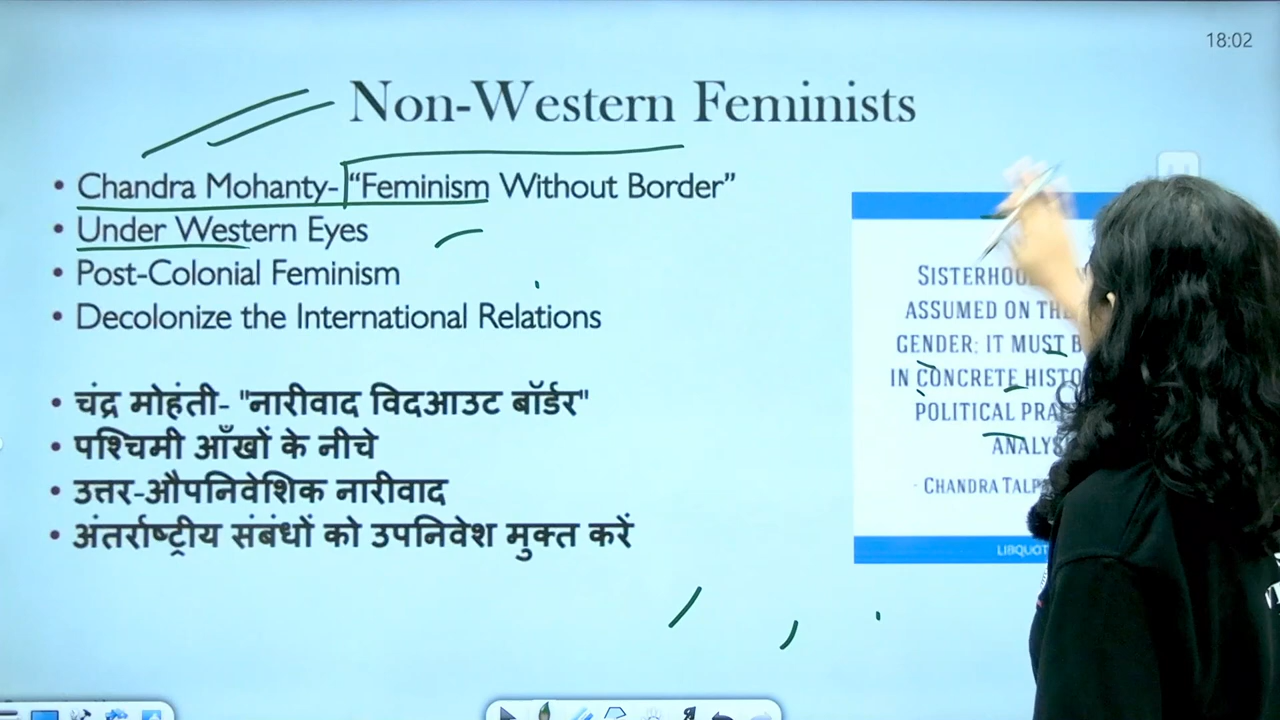 18:02
Non-Western Feminists
• Chandra Mohanty- “Feminism Without Border”
• Under Western Eyes
• Post-Colonial Feminism
• Decolonize the International Relations
• चंद्र मोहंती- "नारीवाद विदआउट बॉर्डर"
• पश्चिमी आँखों के नीचे
• उत्तर-औपनिवेशिक नारीवाद
• अंतर्राष्ट्रीय संबंधों को उपनिवेश मुक्त करें
ASSUMED ON
GENDER; IT MUST
IN CONCRETE
POLITICAL
- CHANDRA